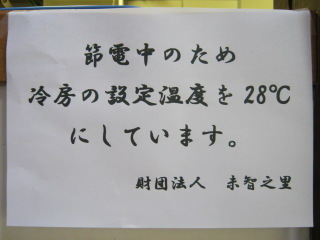 節電中のため
冷房の設定温度を28℃
にしています。
財団法人　未智之里